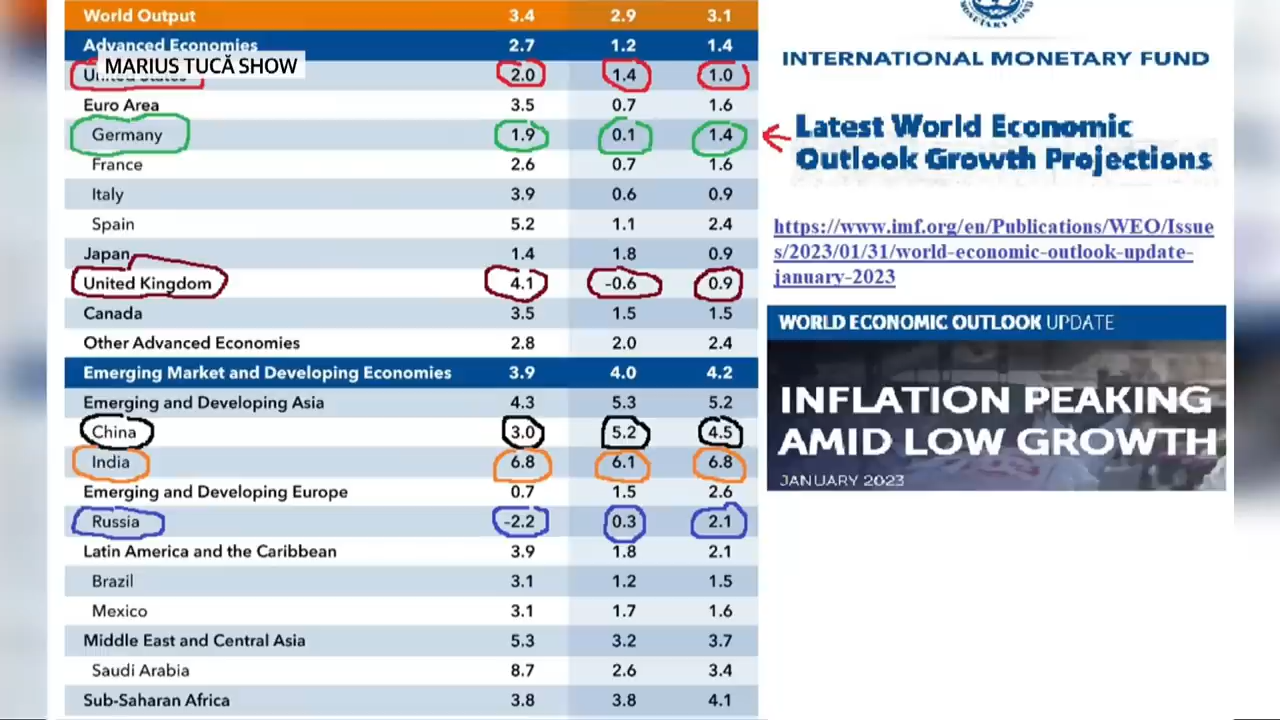 World Output 3.4 2.9 3.1
Advanced Economies 2.7 1.2 1.4
MARIUS TUCĂ SHOW
United States 2.0 1.4 1.0
Euro Area 3.5 0.7 1.6
Germany 1.9 0.1 1.4
France 2.6 0.7 1.6
Italy 3.9 0.6 0.9
Spain 5.2 1.1 2.4
Japan 1.4 1.8 0.9
United Kingdom 4.1 -0.6 0.9
Canada 3.5 1.5 1.5
Other Advanced Economies 2.8 2.0 2.4
Emerging Market and Developing Economies 3.9 4.0 4.2
Emerging and Developing Asia 4.3 5.3 5.2
China 3.0 5.2 4.5
India 6.8 6.1 6.8
Emerging and Developing Europe 0.7 1.5 2.6
Russia -2.2 0.3 2.1
Latin America and the Caribbean 3.9 1.8 2.1
Brazil 3.1 1.2 1.5
Mexico 3.1 1.7 1.6
Middle East and Central Asia 5.3 3.2 3.7
Saudi Arabia 8.7 2.6 3.4
Sub-Saharan Africa 3.8 3.8 4.1
INTERNATIONAL MONETARY FUND
Latest World Economic
Outlook Growth Projections
https://www.imf.org/en/Publications/WEO/Issue
s/2023/01/31/world-economic-outlook-update-
january-2023
WORLD ECONOMIC OUTLOOK UPDATE
INFLATION PEAKING
AMID LOW GROWTH
JANUARY 2023